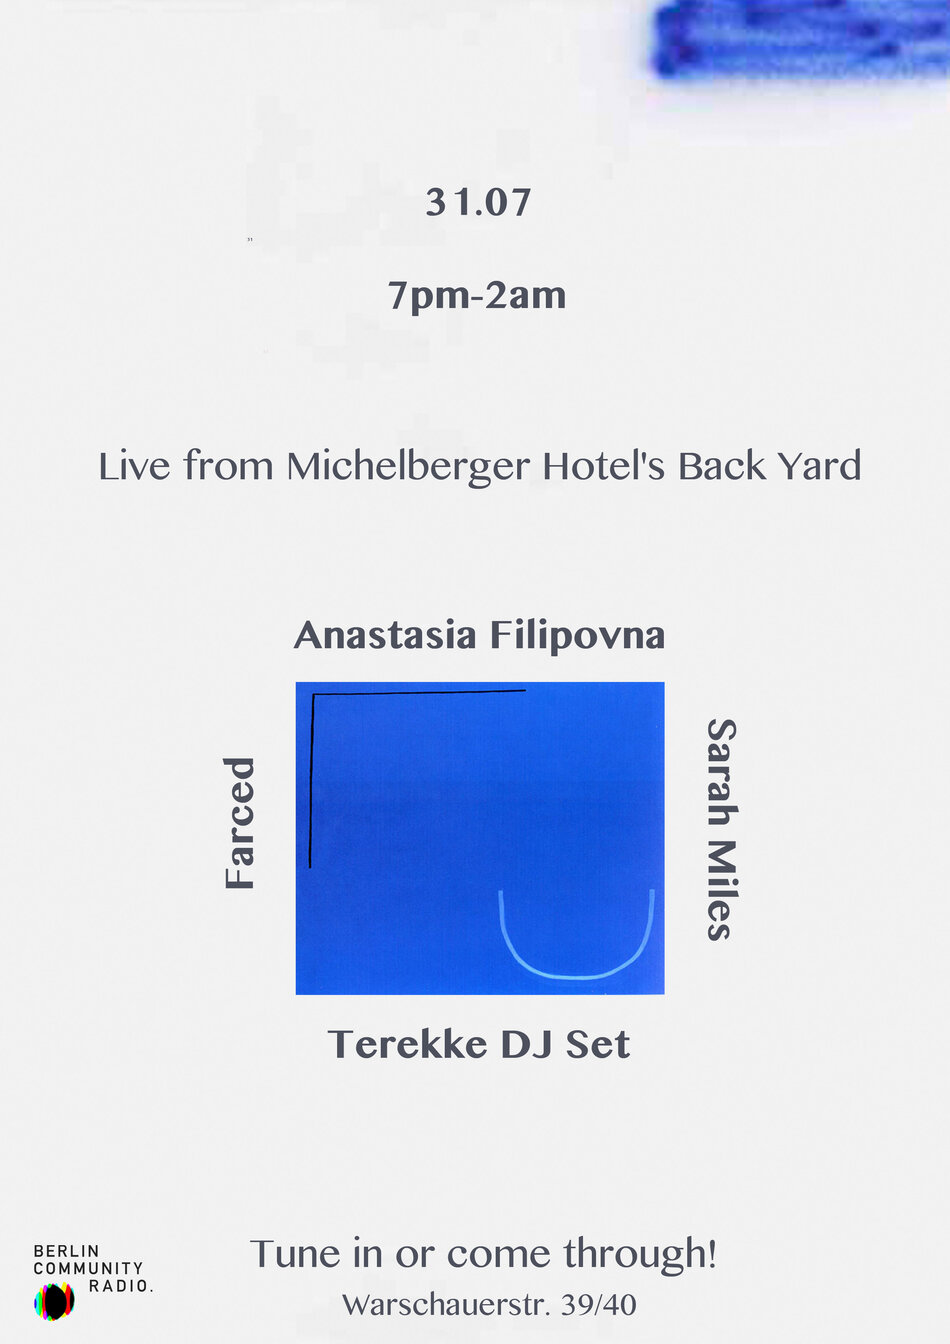 31.07
7pm-2am
Live from Michelberger Hotel's Back Yard
Anastasia Filipovna
Farced
Sarah Miles
Terekke DJ Set
Tune in or come through!
Warschauerstr. 39/40
BERLIN
COMMUNITY
RADIO.